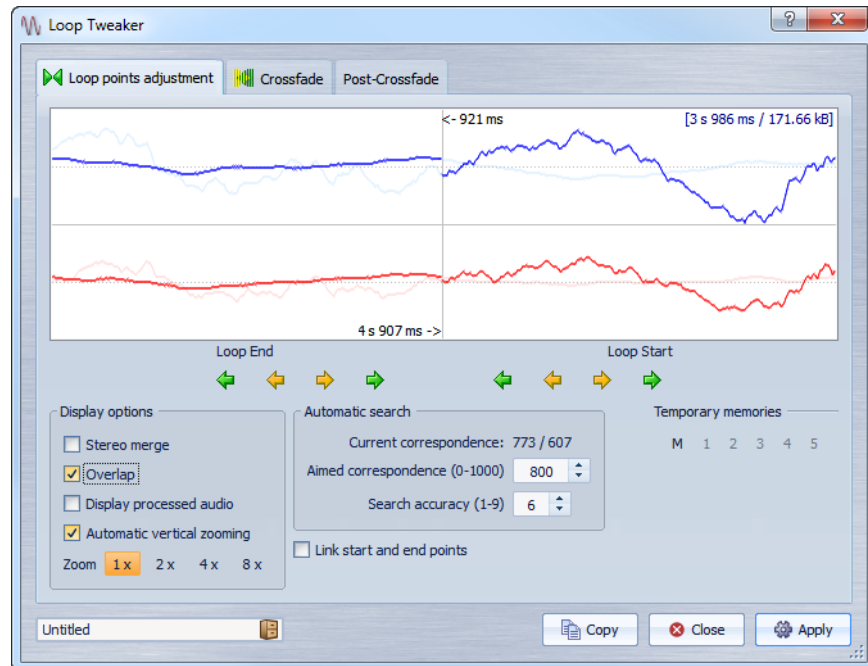 Loop Tweaker
?
Loop points adjustment Crossfade Post-Crossfade
<- 921 ms [3 s 986 ms / 171.66 kB]
4 s 907 ms ->
Loop End Loop Start
Display options Automatic search Temporary memories
Stereo merge Current correspondence: 773 / 607 M 1 2 3 4 5
Overlap Aimed correspondence (0-1000) 800
Display processed audio Search accuracy (1-9) 6
Automatic vertical zooming
Link start and end points
Zoom 1 x 2 x 4 x 8 x
Untitled Copy Close Apply